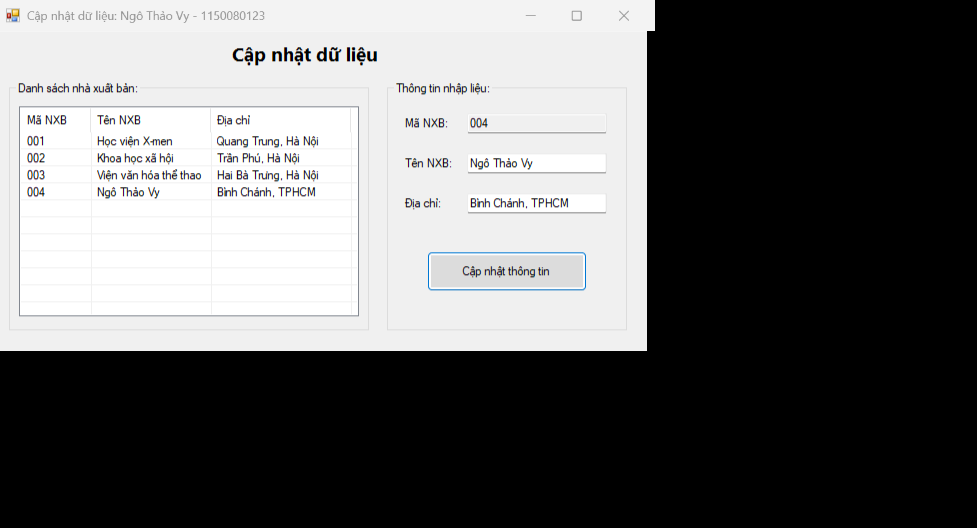 Cập nhật dữ liệu: Ngô Thảo Vy - 1150080123
Cập nhật dữ liệu
Danh sách nhà xuất bản:
Mã NXB Tên NXB Địa chỉ
001 Học viện X-men Quang Trung, Hà Nội
002 Khoa học xã hội Trần Phú, Hà Nội
003 Viện văn hóa thể thao Hai Bà Trưng, Hà Nội
004 Ngô Thảo Vy Bình Chánh, TPHCM
Thông tin nhập liệu:
Mã NXB: 004
Tên NXB: Ngô Thảo Vy
Địa chỉ: Bình Chánh, TPHCM
Cập nhật thông tin